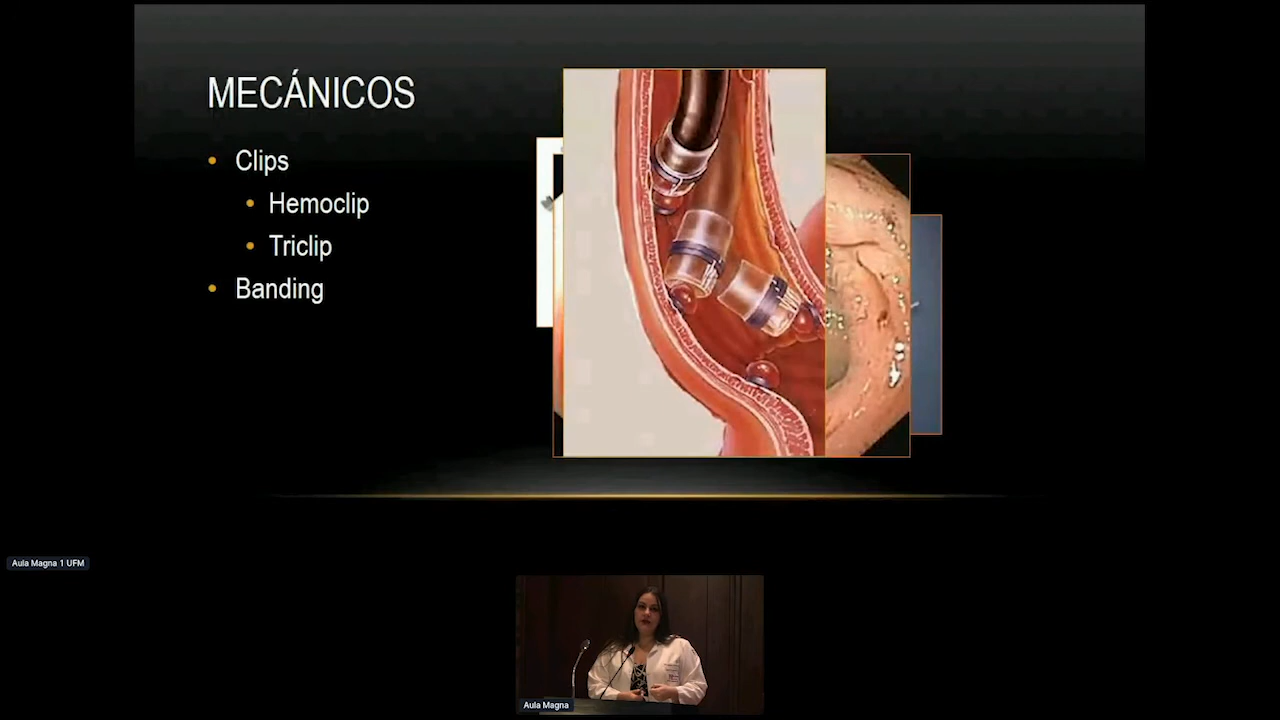 MECÁNICOS
• Clips
• Hemoclip
• Triclip
• Banding
Aula Magna 1 UFM
Aula Magna